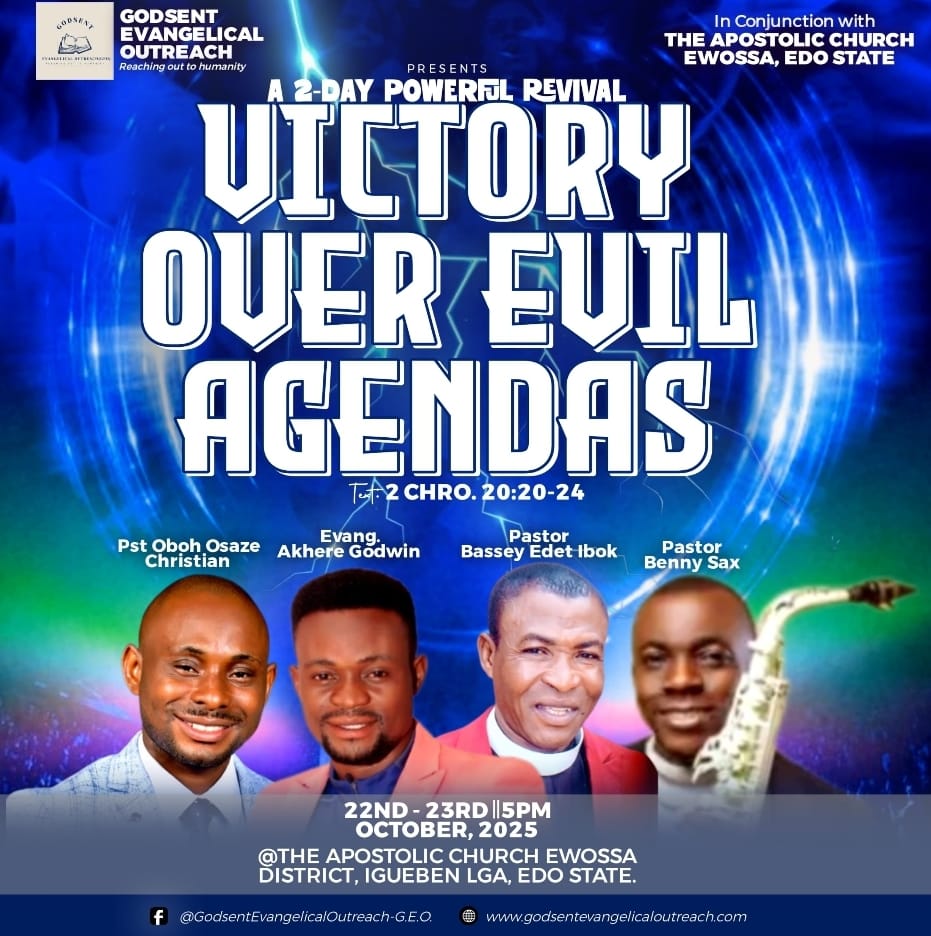 GODSENT
GODSENT
EVANGELICAL
OUTREACH
Reaching out to humanity
In Conjunction with
THE APOSTOLIC CHURCH
EWOSSA, EDO STATE
PRESENTS
A 2-DAY POWERFUL REVIVAL
VICTORY
OVER EVIL
AGENDAS
Text: 2 CHRO. 20:20-24
Pst Oboh Osaze
Christian
Evang.
Akhere Godwin
Pastor
Bassey Edet Ibok
Pastor
Benny Sax
22ND - 23RD||5PM
OCTOBER, 2025
@THE APOSTOLIC CHURCH EWOSSA
DISTRICT, IGUEBEN LGA, EDO STATE.
@GodsentEvangelicalOutreach-G.E.O.
www.godsentevangelicaloutreach.com